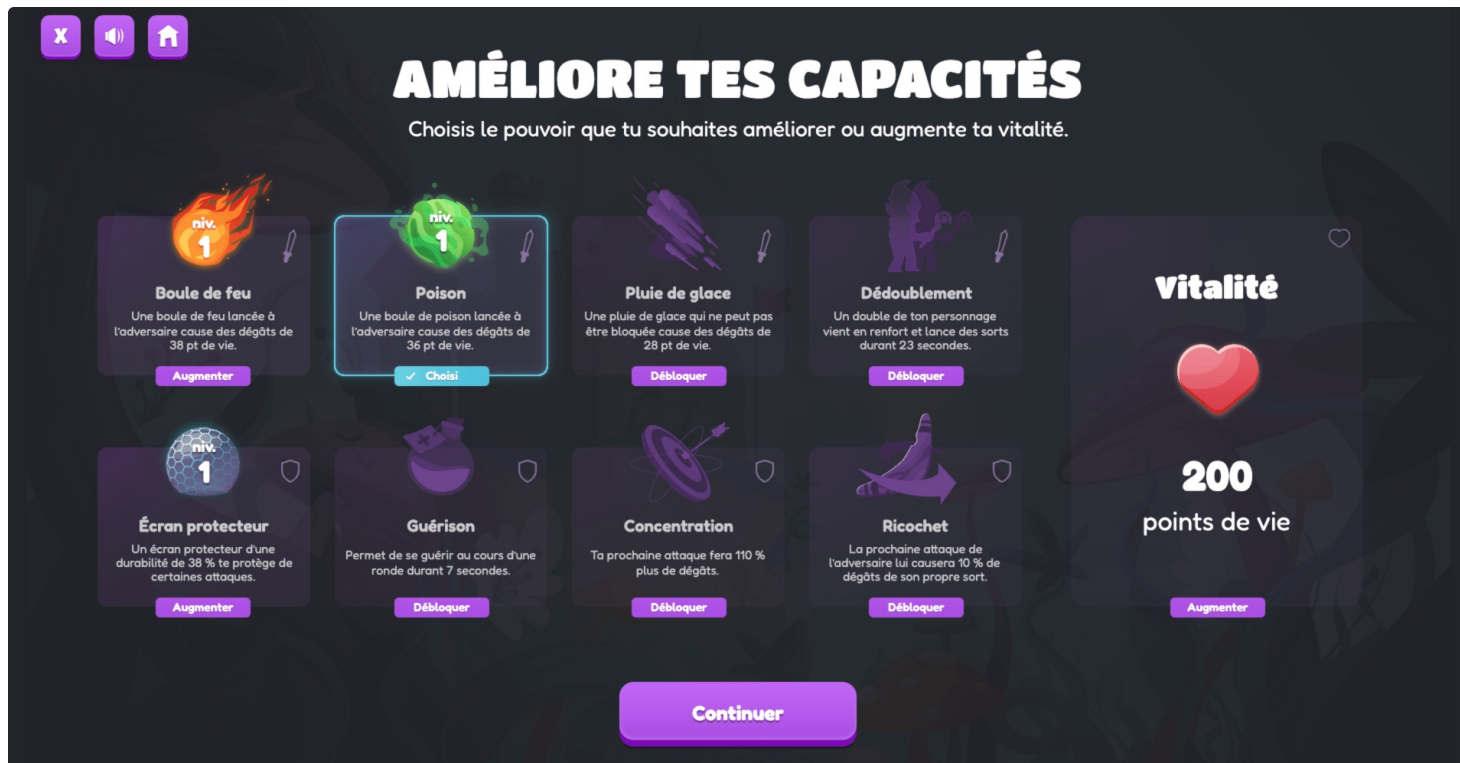 X
AMÉLIORE TES CAPACITÉS
Choisis le pouvoir que tu souhaites améliorer ou augmente ta vitalité.
niv.
1
Boule de feu
Une boule de feu lancée à
l'adversaire cause des dégâts de
38 pt de vie.
Augmenter
niv.
1
Poison
Une boule de poison lancée à
l'adversaire cause des dégâts de
36 pt de vie.
Choisi
Pluie de glace
Une pluie de glace qui ne peut pas
être bloquée cause des dégâts de
28 pt de vie.
Débloquer
Dédoublement
Un double de ton personnage
vient en renfort et lance des sorts
durant 23 secondes.
Débloquer
niv.
1
Écran protecteur
Un écran protecteur d'une
durabilité de 38 % te protège de
certaines attaques.
Augmenter
Guérison
Permet de se guérir au cours d'une
ronde durant 7 secondes.
Débloquer
Concentration
Ta prochaine attaque fera 110 %
plus de dégâts.
Débloquer
Ricochet
La prochaine attaque de
l'adversaire lui causera 10 % de
dégâts de son propre sort.
Débloquer
Vitalité
200
points de vie
Augmenter
Continuer